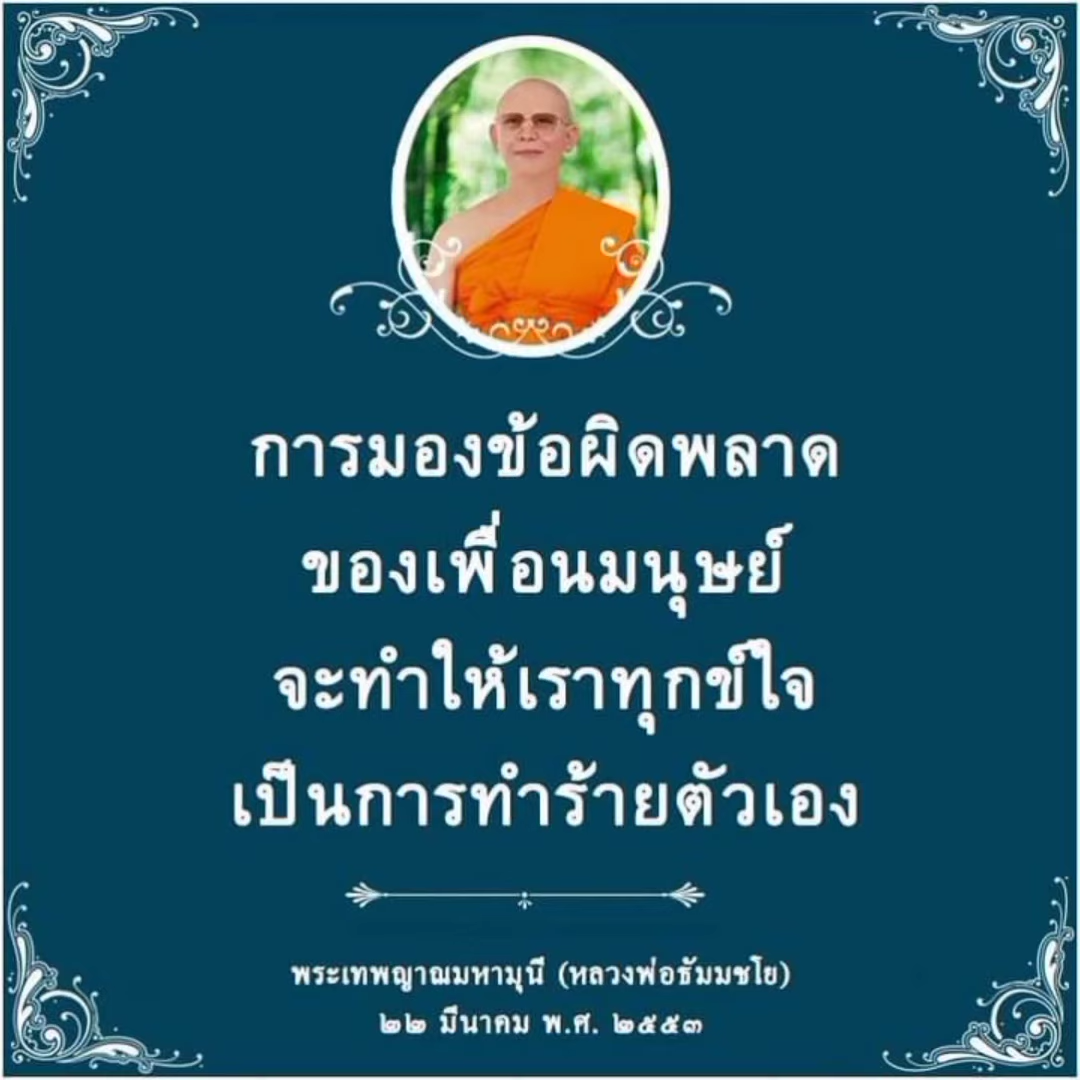 การมองข้อผิดพลาด
ของเพื่อนมนุษย์
จะทำให้เราทุกข์ใจ
เป็นการทำร้ายตัวเอง
พระเทพญาณมหามุนี (หลวงพ่อธัมมชโย)
๒๒ มีนาคม พ.ศ. ๒๕๕๓